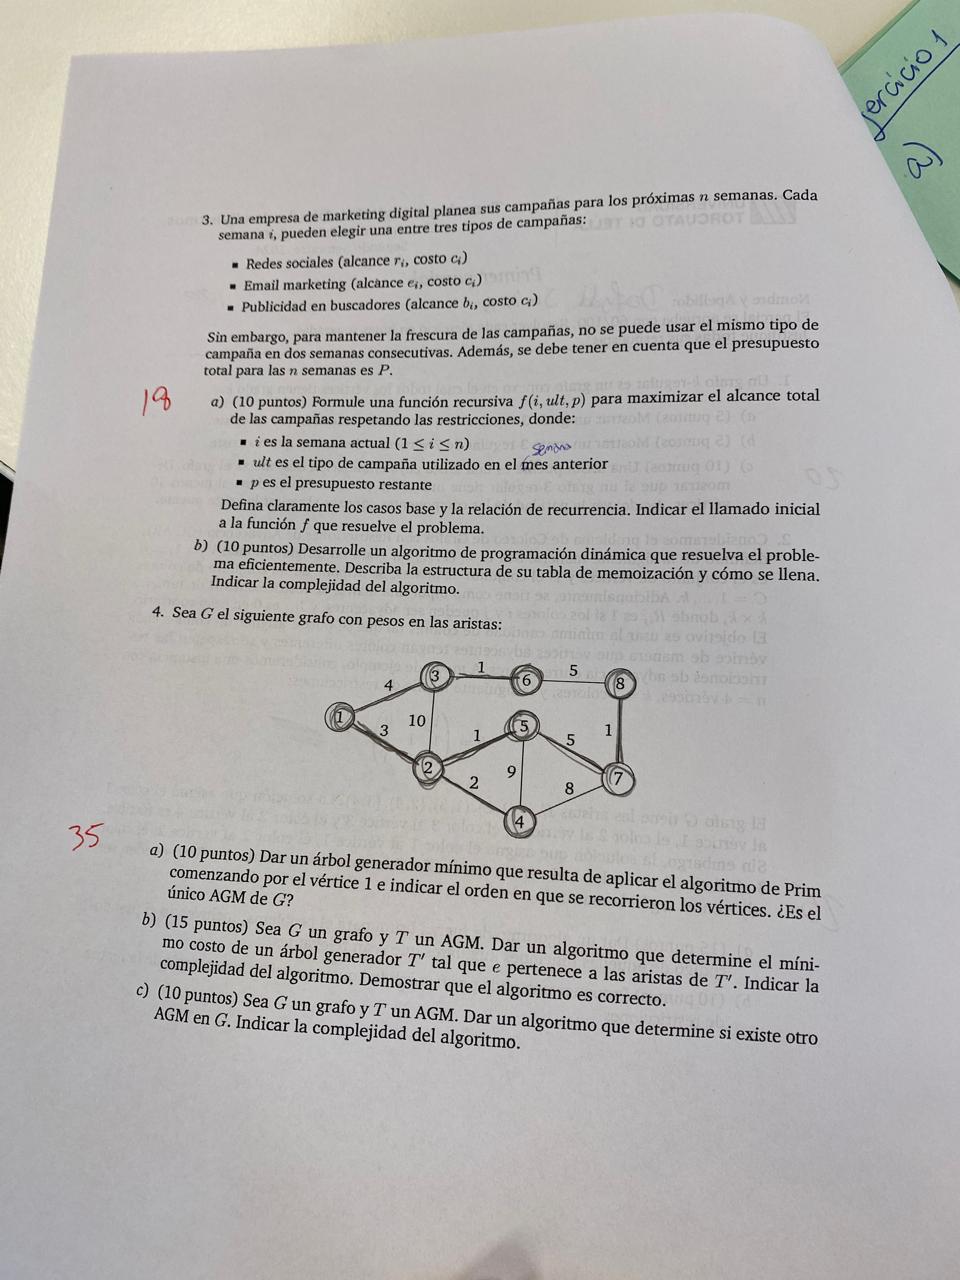 ercicio 1
a)
3. Una empresa de marketing digital planea sus campañas para los próximas n semanas. Cada
semana i, pueden elegir una entre tres tipos de campañas:
▪ Redes sociales (alcance rᵢ, costo cᵢ)
▪ Email marketing (alcance eᵢ, costo cᵢ)
▪ Publicidad en buscadores (alcance bᵢ, costo cᵢ)
Sin embargo, para mantener la frescura de las campañas, no se puede usar el mismo tipo de
campaña en dos semanas consecutivas. Además, se debe tener en cuenta que el presupuesto
total para las n semanas es P.
18
a) (10 puntos) Formule una función recursiva f(i, ult, p) para maximizar el alcance total
de las campañas respetando las restricciones, donde:
▪ i es la semana actual (1 ≤ i ≤ n)
semana
▪ ult es el tipo de campaña utilizado en el mes anterior
▪ p es el presupuesto restante
Defina claramente los casos base y la relación de recurrencia. Indicar el llamado inicial
a la función f que resuelve el problema.
b) (10 puntos) Desarrolle un algoritmo de programación dinámica que resuelva el proble-
ma eficientemente. Describa la estructura de su tabla de memoización y cómo se llena.
Indicar la complejidad del algoritmo.
4. Sea G el siguiente grafo con pesos en las aristas:
3 1 6 5 8
4
1 10 5
3 1 5 1
2 9 7
2 8
4
35
a) (10 puntos) Dar un árbol generador mínimo que resulta de aplicar el algoritmo de Prim
comenzando por el vértice 1 e indicar el orden en que se recorrieron los vértices. ¿Es el
único AGM de G?
b) (15 puntos) Sea G un grafo y T un AGM. Dar un algoritmo que determine el míni-
mo costo de un árbol generador T′ tal que e pertenece a las aristas de T′. Indicar la
complejidad del algoritmo. Demostrar que el algoritmo es correcto.
c) (10 puntos) Sea G un grafo y T un AGM. Dar un algoritmo que determine si existe otro
AGM en G. Indicar la complejidad del algoritmo.